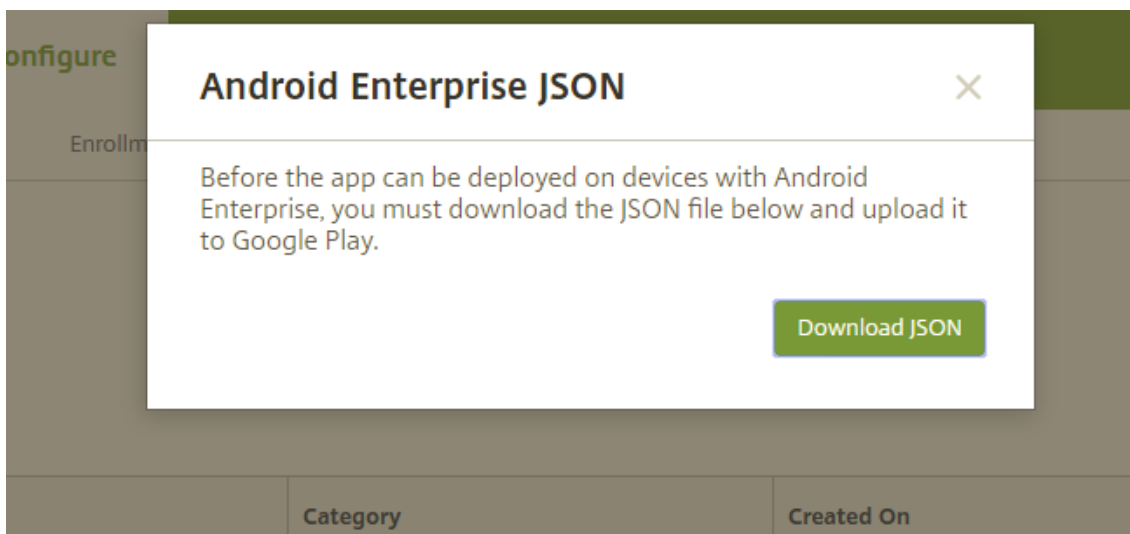 onfigure
Android Enterprise JSON
Enrollm
Before the app can be deployed on devices with Android
Enterprise, you must download the JSON file below and upload it
to Google Play.
Download JSON
Category
Created On